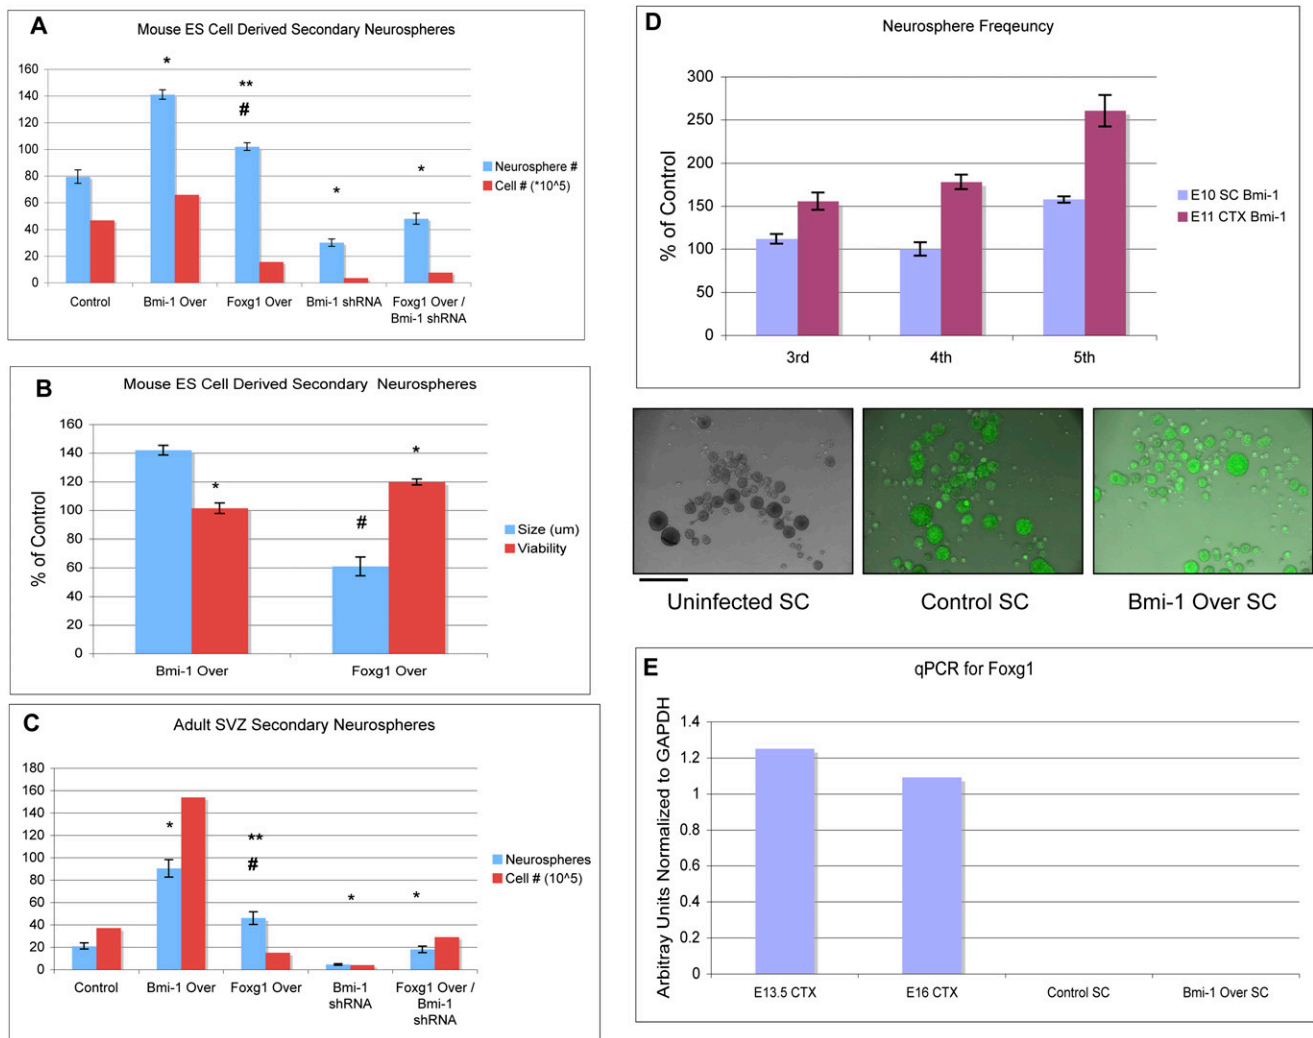 A
Mouse ES Cell Derived Secondary Neurospheres
160
140
120
100
80
60
40
20
0
*
**
#
*
*
Control
Bmi-1 Over
Foxg1 Over
Bmi-1 shRNA
Foxg1 Over /
Bmi-1 shRNA
Neurosphere #
Cell # (*10^5)
B
Mouse ES Cell Derived Secondary Neurospheres
% of Control
160
140
120
100
80
60
40
20
0
*
#
*
Bmi-1 Over
Foxg1 Over
Size (um)
Viability
C
Adult SVZ Secondary Neurospheres
180
160
140
120
100
80
60
40
20
0
*
**
#
*
*
Control
Bmi-1 Over
Foxg1 Over
Bmi-1
shRNA
Foxg1 Over /
Bmi-1
shRNA
Neurospheres
Cell # (10^5)
D
Neurosphere Freqeuncy
% of Control
300
250
200
150
100
50
0
3rd
4th
5th
E10 SC Bmi-1
E11 CTX Bmi-1
Uninfected SC
Control SC
Bmi-1 Over SC
E
qPCR for Foxg1
Arbitray Units Normalized to GAPDH
1.4
1.2
1
0.8
0.6
0.4
0.2
0
E13.5 CTX
E16 CTX
Control SC
Bmi-1 Over SC